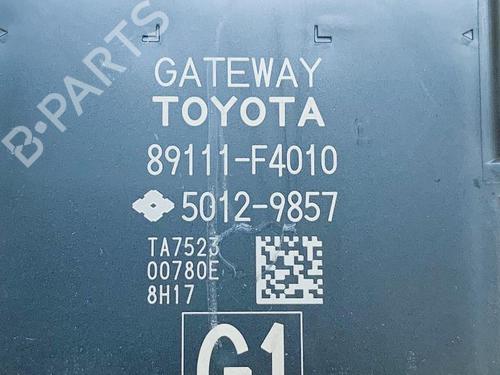 B-PARTS
GATEWAY
TOYOTA
89111-F4010
5012-9857
TA7523
00780E
8H17
G1